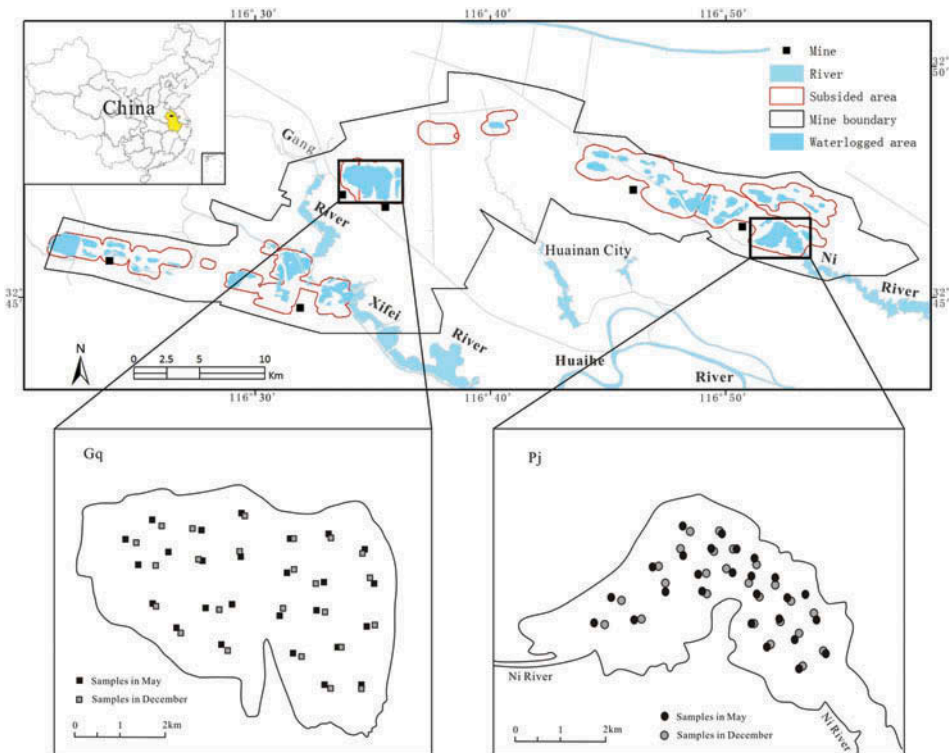 116°30′ 116°40′ 116°50′
32°
50′
32°
50′
China
Mine
River
Subsided area
Mine boundary
Waterlogged area
Gang
River
Huainan City
Ni
River
32°
45′
32°
45′
Xifei
River
Huaihe
River
N
0 2.5 5 10
Km
116°30′ 116°40′ 116°50′
Gq
Samples in May
Samples in December
0 1 2km
Pj
Ni River
Ni River
Samples in May
Samples in December
0 1 2km